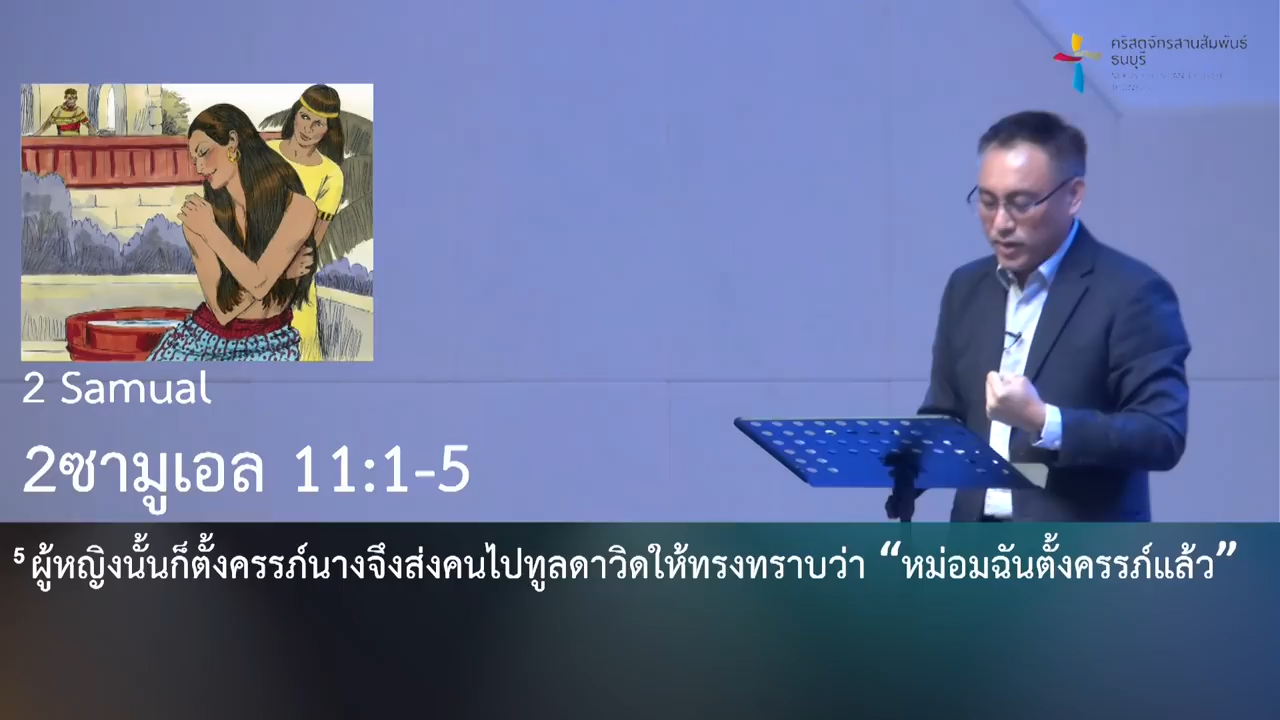 คริสตจักรสานสัมพันธ์
ธนบุรี
2 Samual
2ซามูเอล 11:1-5
5 ผู้หญิงนั้นก็ตั้งครรภ์นางจึงส่งคนไปทูลดาวิดให้ทรงทราบว่า “หม่อมฉันตั้งครรภ์แล้ว”